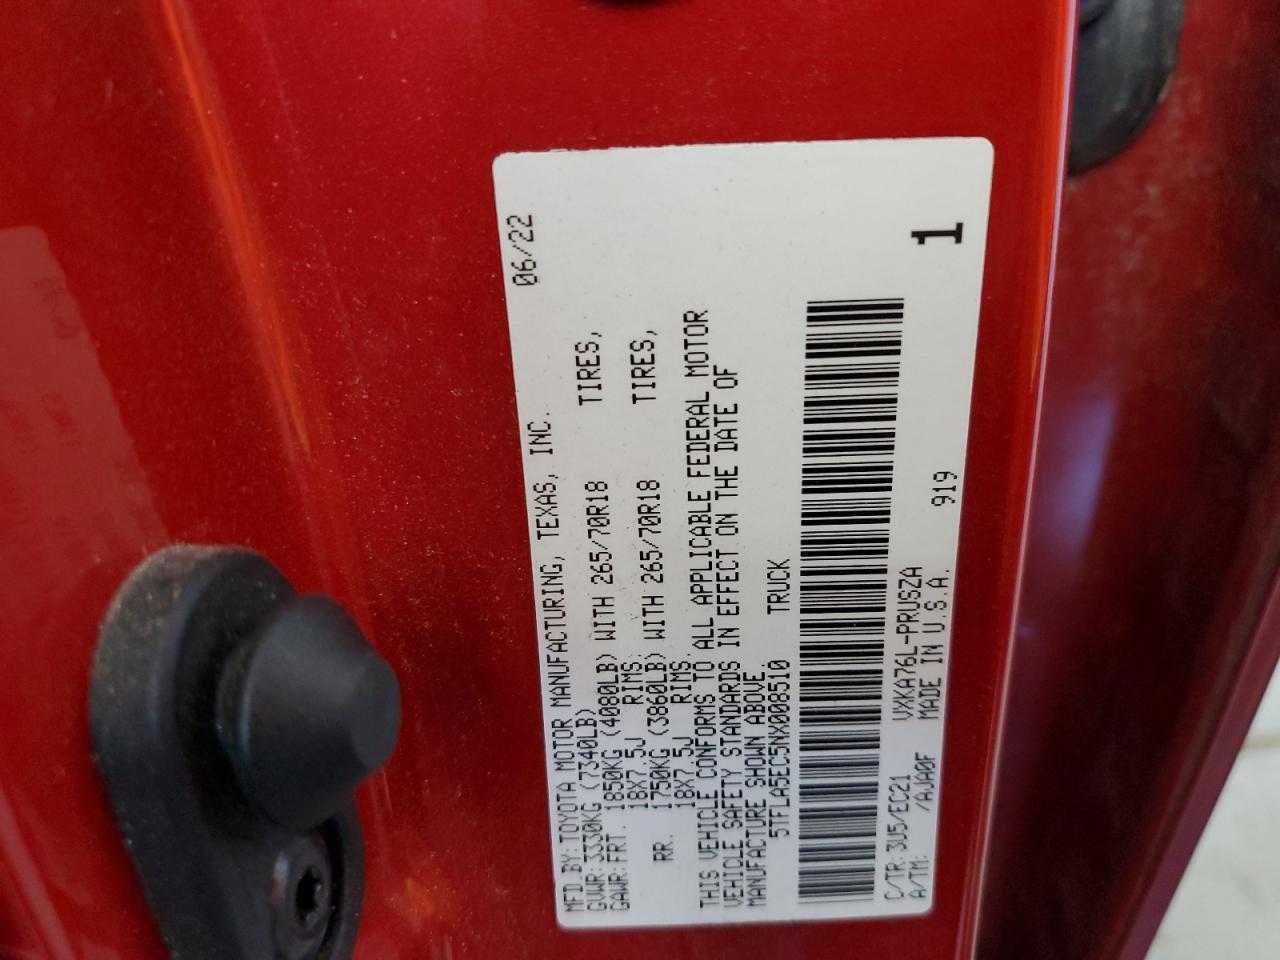 06/22
MFD BY: TOYOTA MOTOR MANUFACTURING, TEXAS, INC.
GVWR: 3330KG (7340LB)
GAWR: FRT. 1850KG (4080LB) WITH 265/70R18 TIRES,
18X7.5J RIMS.
RR. 1750KG (3860LB) WITH 265/70R18 TIRES,
18X7.5J RIMS.
THIS VEHICLE CONFORMS TO ALL APPLICABLE FEDERAL MOTOR
VEHICLE SAFETY STANDARDS IN EFFECT ON THE DATE OF
MANUFACTURE SHOWN ABOVE.
5TFLA5EC5NX008510 TRUCK
C/TR: 3U5/EC21 VXKA76L-PRUSZA
A/TM: /AJA0F MADE IN U.S.A. 919
1